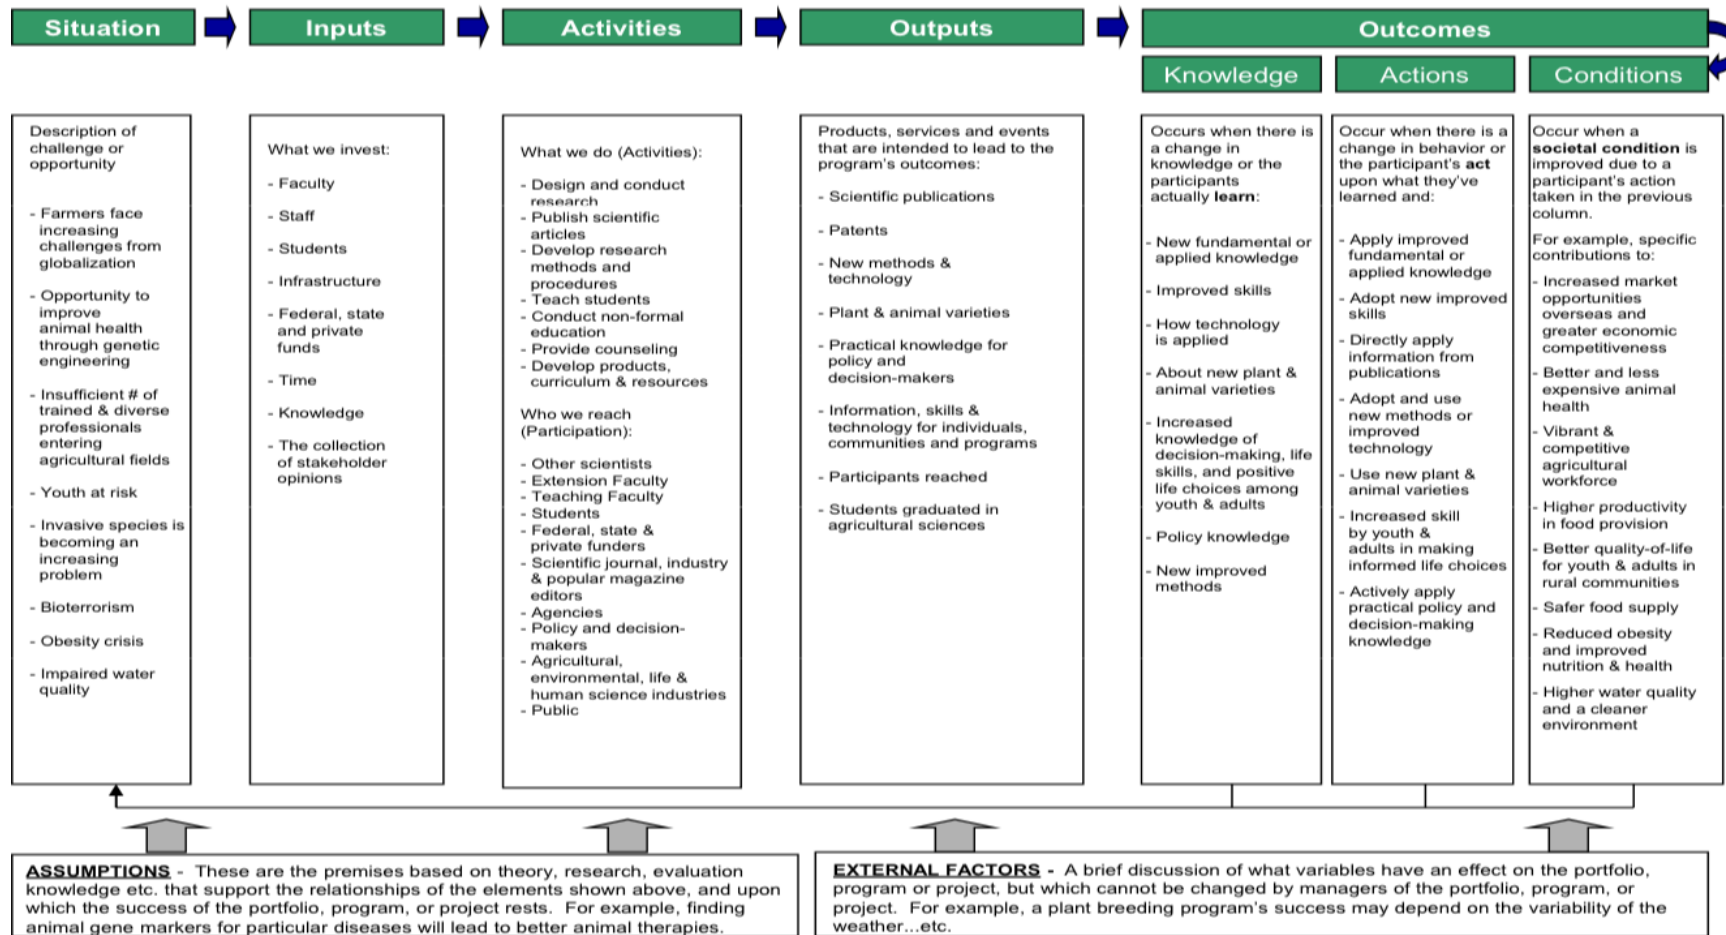 Situation
Inputs
Activities
Outputs
Outcomes
Knowledge
Actions
Conditions
Description of
challenge or
opportunity
- Farmers face
increasing
challenges from
globalization
- Opportunity to
improve
animal health
through genetic
engineering
- Insufficient # of
trained & diverse
professionals
entering
agricultural fields
- Youth at risk
- Invasive species is
becoming an
increasing
problem
- Bioterrorism
- Obesity crisis
- Impaired water
quality
What we invest:
- Faculty
- Staff
- Students
- Infrastructure
- Federal, state
and private
funds
- Time
- Knowledge
- The collection
of stakeholder
opinions
What we do (Activities):
- Design and conduct
research
- Publish scientific
articles
- Develop research
methods and
procedures
- Teach students
- Conduct non-formal
education
- Provide counseling
- Develop products,
curriculum & resources
Who we reach
(Participation):
- Other scientists
- Extension Faculty
- Teaching Faculty
- Students
- Federal, state &
private funders
- Scientific journal, industry
& popular magazine
editors
- Agencies
- Policy and decision-
makers
- Agricultural,
environmental, life &
human science industries
- Public
Products, services and events
that are intended to lead to the
program's outcomes:
- Scientific publications
- Patents
- New methods &
technology
- Plant & animal varieties
- Practical knowledge for
policy and
decision-makers
- Information, skills &
technology for individuals,
communities and programs
- Participants reached
- Students graduated in
agricultural sciences
Occurs when there is
a change in
knowledge or the
participants
actually learn:
- New fundamental or
applied knowledge
- Improved skills
- How technology
is applied
- About new plant &
animal varieties
- Increased
knowledge of
decision-making, life
skills, and positive
life choices among
youth & adults
- Policy knowledge
- New improved
methods
Occur when there is a
change in behavior or
the participant's act
upon what they've
learned and:
- Apply improved
fundamental or
applied knowledge
- Adopt new improved
skills
- Directly apply
information from
publications
- Adopt and use
new methods or
improved
technology
- Use new plant &
animal varieties
- Increased skill
by youth &
adults in making
informed life choices
- Actively apply
practical policy and
decision-making
knowledge
Occur when a
societal condition is
improved due to a
participant's action
taken in the previous
column.
For example, specific
contributions to:
- Increased market
opportunities
overseas and
greater economic
competitiveness
- Better and less
expensive animal
health
- Vibrant &
competitive
agricultural
workforce
- Higher productivity
in food provision
- Better quality-of-life
for youth & adults in
rural communities
- Safer food supply
- Reduced obesity
and improved
nutrition & health
- Higher water quality
and a cleaner
environment
ASSUMPTIONS - These are the premises based on theory, research, evaluation
knowledge etc. that support the relationships of the elements shown above, and upon
which the success of the portfolio, program, or project rests. For example, finding
animal gene markers for particular diseases will lead to better animal therapies.
EXTERNAL FACTORS - A brief discussion of what variables have an effect on the portfolio,
program or project, but which cannot be changed by managers of the portfolio, program, or
project. For example, a plant breeding program's success may depend on the variability of the
weather...etc.